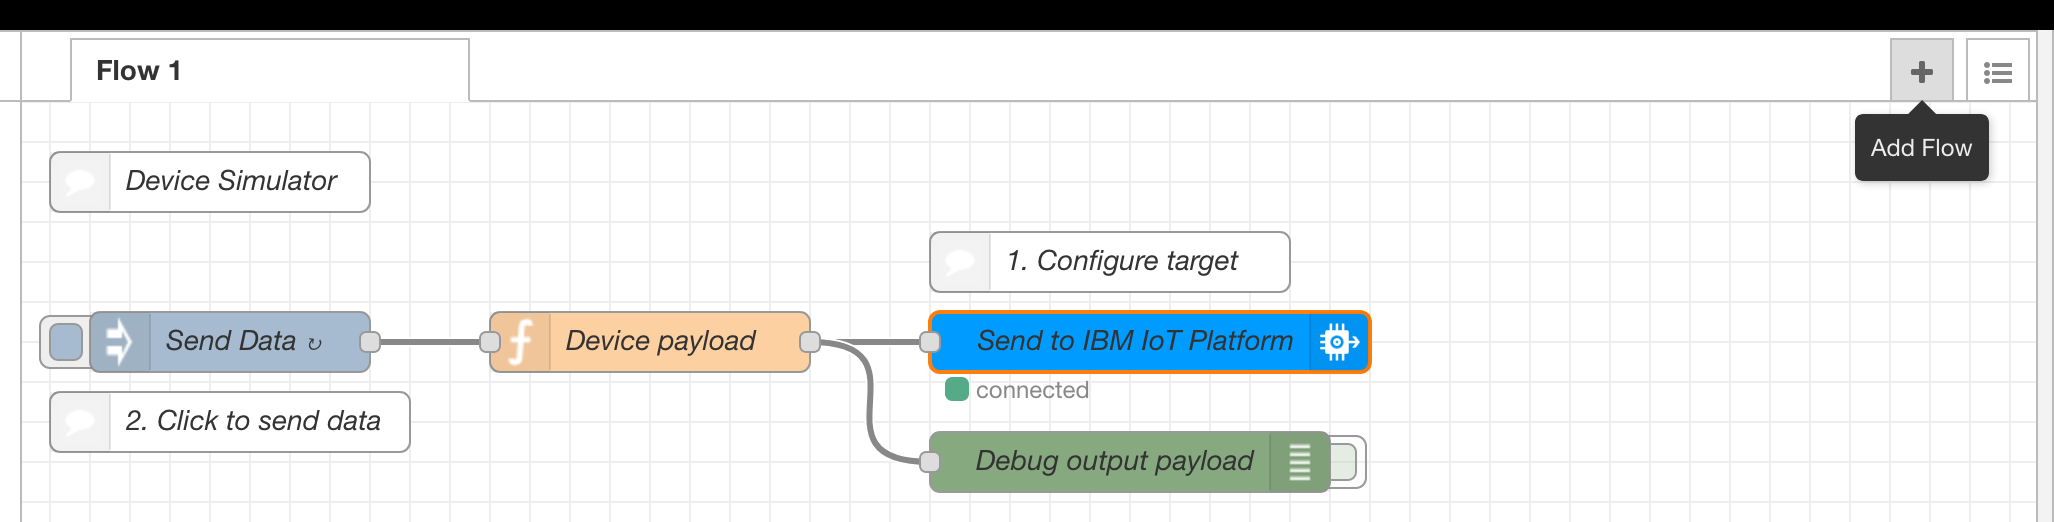 Flow 1
Add Flow
Device Simulator
1. Configure target
Send Data ↻
Device payload
Send to IBM IoT Platform
connected
2. Click to send data
Debug output payload